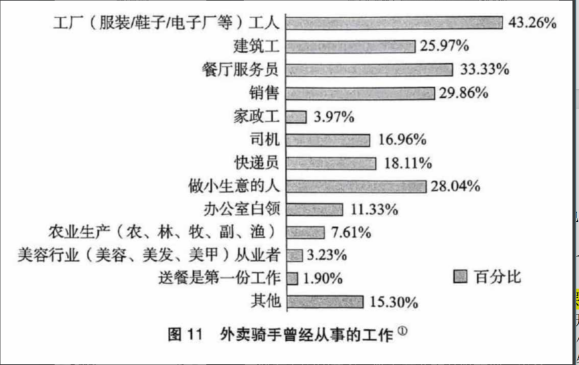 工厂（服装/鞋子/电子厂等）工人 43.26%
建筑工 25.97%
餐厅服务员 33.33%
销售 29.86%
家政工 3.97%
司机 16.96%
快递员 18.11%
做小生意的人 28.04%
办公室白领 11.33%
农业生产（农、林、牧、副、渔） 7.61%
美容行业（美容、美发、美甲）从业者 3.23%
送餐是第一份工作 1.90%
百分比
其他 15.30%
图 11 外卖骑手曾经从事的工作①